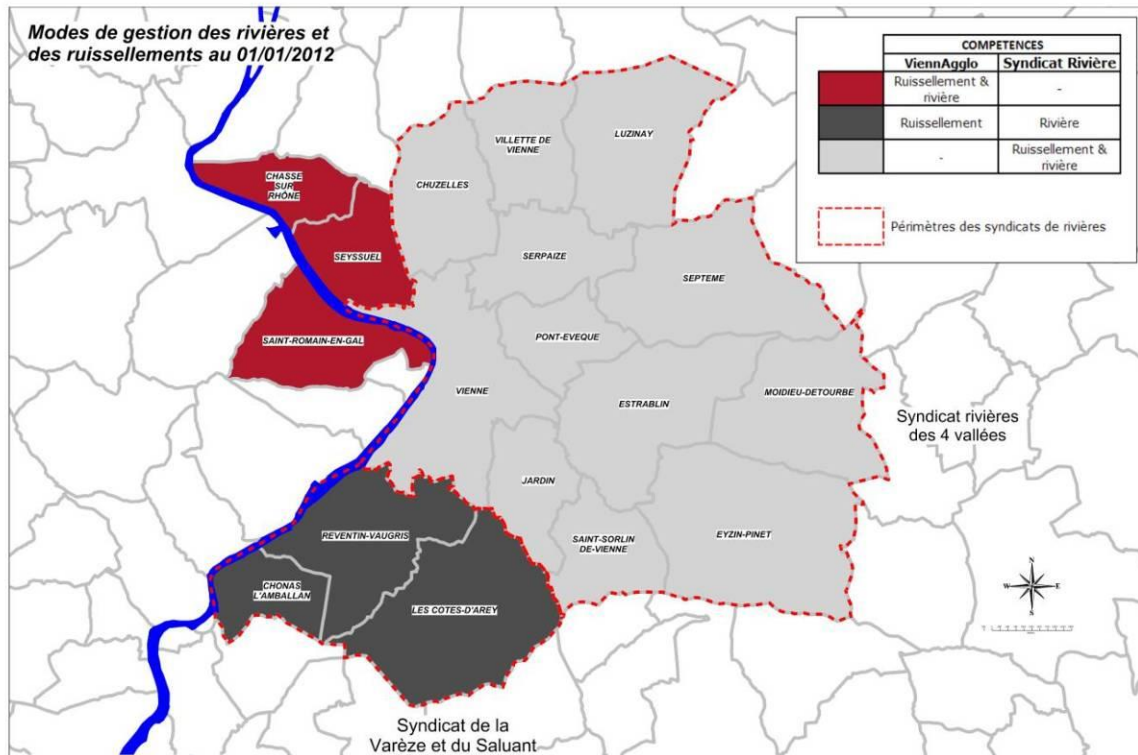 Modes de gestion des rivières et
des ruissellements au 01/01/2012
COMPETENCES
ViennAgglo
Syndicat Rivière
Ruissellement &
rivière
-
Ruissellement
Rivière
-
Ruissellement &
rivière
Périmètres des syndicats de rivières
LUZINAY
VILLETTE DE
VIENNE
CHUZELLES
CHASSE
SUR
RHÔNE
SEYSSUEL
SERPAIZE
SEPTEME
SAINT-ROMAIN-EN-GAL
PONT-EVEQUE
VIENNE
ESTRABLIN
MOIDIEU-DETOURBE
Syndicat rivières
des 4 vallées
JARDIN
REVENTIN-VAUGRIS
SAINT-SORLIN
DE-VIENNE
EYZIN-PINET
CHONAS
L'AMBALLAN
LES COTES-D'AREY
N
W
E
S
Syndicat de la
Varèze et du Saluant